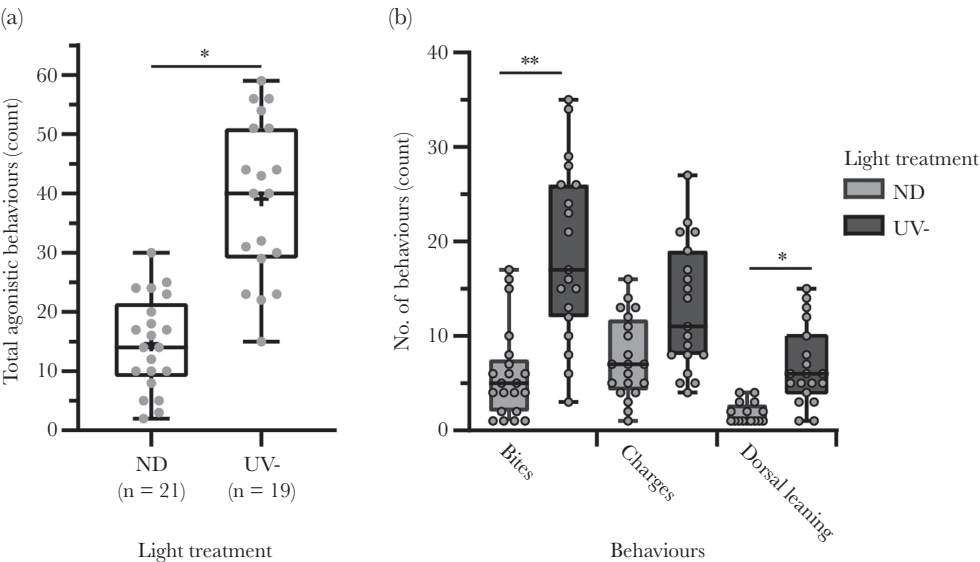 (a)
*
Total agonistic behaviours (count)
60
50
40
30
20
10
0
ND
(n = 21)
UV-
(n = 19)
Light treatment
(b)
**
*
No. of behaviours (count)
40
30
20
10
0
Bites
Charges
Dorsal leaning
Behaviours
Light treatment
ND
UV-